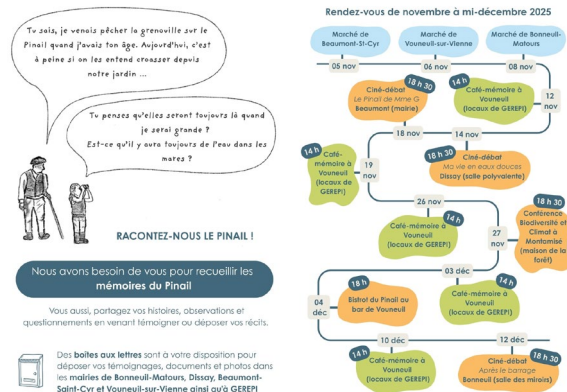 Tu sais, je venais pêcher la grenouille sur le
Pinail quand j'avais ton âge. Aujourd'hui, c'est
à peine si on les entend croasser depuis
notre jardin ...
Tu penses qu'elles seront toujours là quand
je serai grande ?
Est-ce qu'il y aura toujours de l'eau dans les
mares ?
RACONTEZ-NOUS LE PINAIL !
Nous avons besoin de vous pour recueillir les
mémoires du Pinail
Vous aussi, partagez vos histoires, observations et
questionnements en venant témoigner ou déposer vos récits.
Des boîtes aux lettres sont à votre disposition pour
déposer vos témoignages, documents et photos dans
les mairies de Bonneuil-Matours, Dissay, Beaumont-
Saint-Cyr et Vouneuil-sur-Vienne ainsi qu'à GEREPI
Rendez-vous de novembre à mi-décembre 2025
Marché de
Beaumont-St-Cyr
05 nov
Marché de
Vouneuil-sur-Vienne
06 nov
Marché de Bonneuil-
Matours
08 nov
12
nov
14 h
Café-mémoire à
Vouneuil
(locaux de GEREPI)
14 nov
18 h 30
Ciné-débat
Ma vie en eaux douces
Dissay (salle polyvalente)
18 h 30
Ciné-débat
Le Pinail de Mme G
Beaumont (mairie)
18 nov
19
nov
14 h
Café-
mémoire à
Vouneuil
(locaux de
GEREPI)
26 nov
14 h
Café-mémoire à
Vouneuil
(locaux de GEREPI)
27
nov
18 h 30
Conférence
Biodiversité et
Climat à
Montamisé
(maison de la
forêt)
03 déc
14 h
Café-mémoire à
Vouneuil
(locaux de GEREPI)
04
déc
18 h
Bistrot du Pinail au
bar de Vouneuil
10 déc
14 h
Café-mémoire à
Vouneuil
(locaux de GEREPI)
12 déc
18 h 30
Ciné-débat
Après le barrage
Bonneuil (salle des mirois)